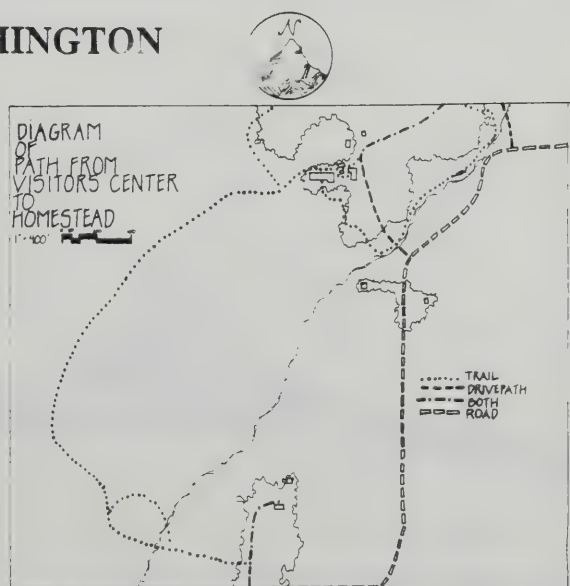 HINGTON
N
DIAGRAM
OF
PATH FROM
VISITORS CENTER
TO
HOMESTEAD
1"=400'
TRAIL
DRIVEPATH
BOTH
ROAD